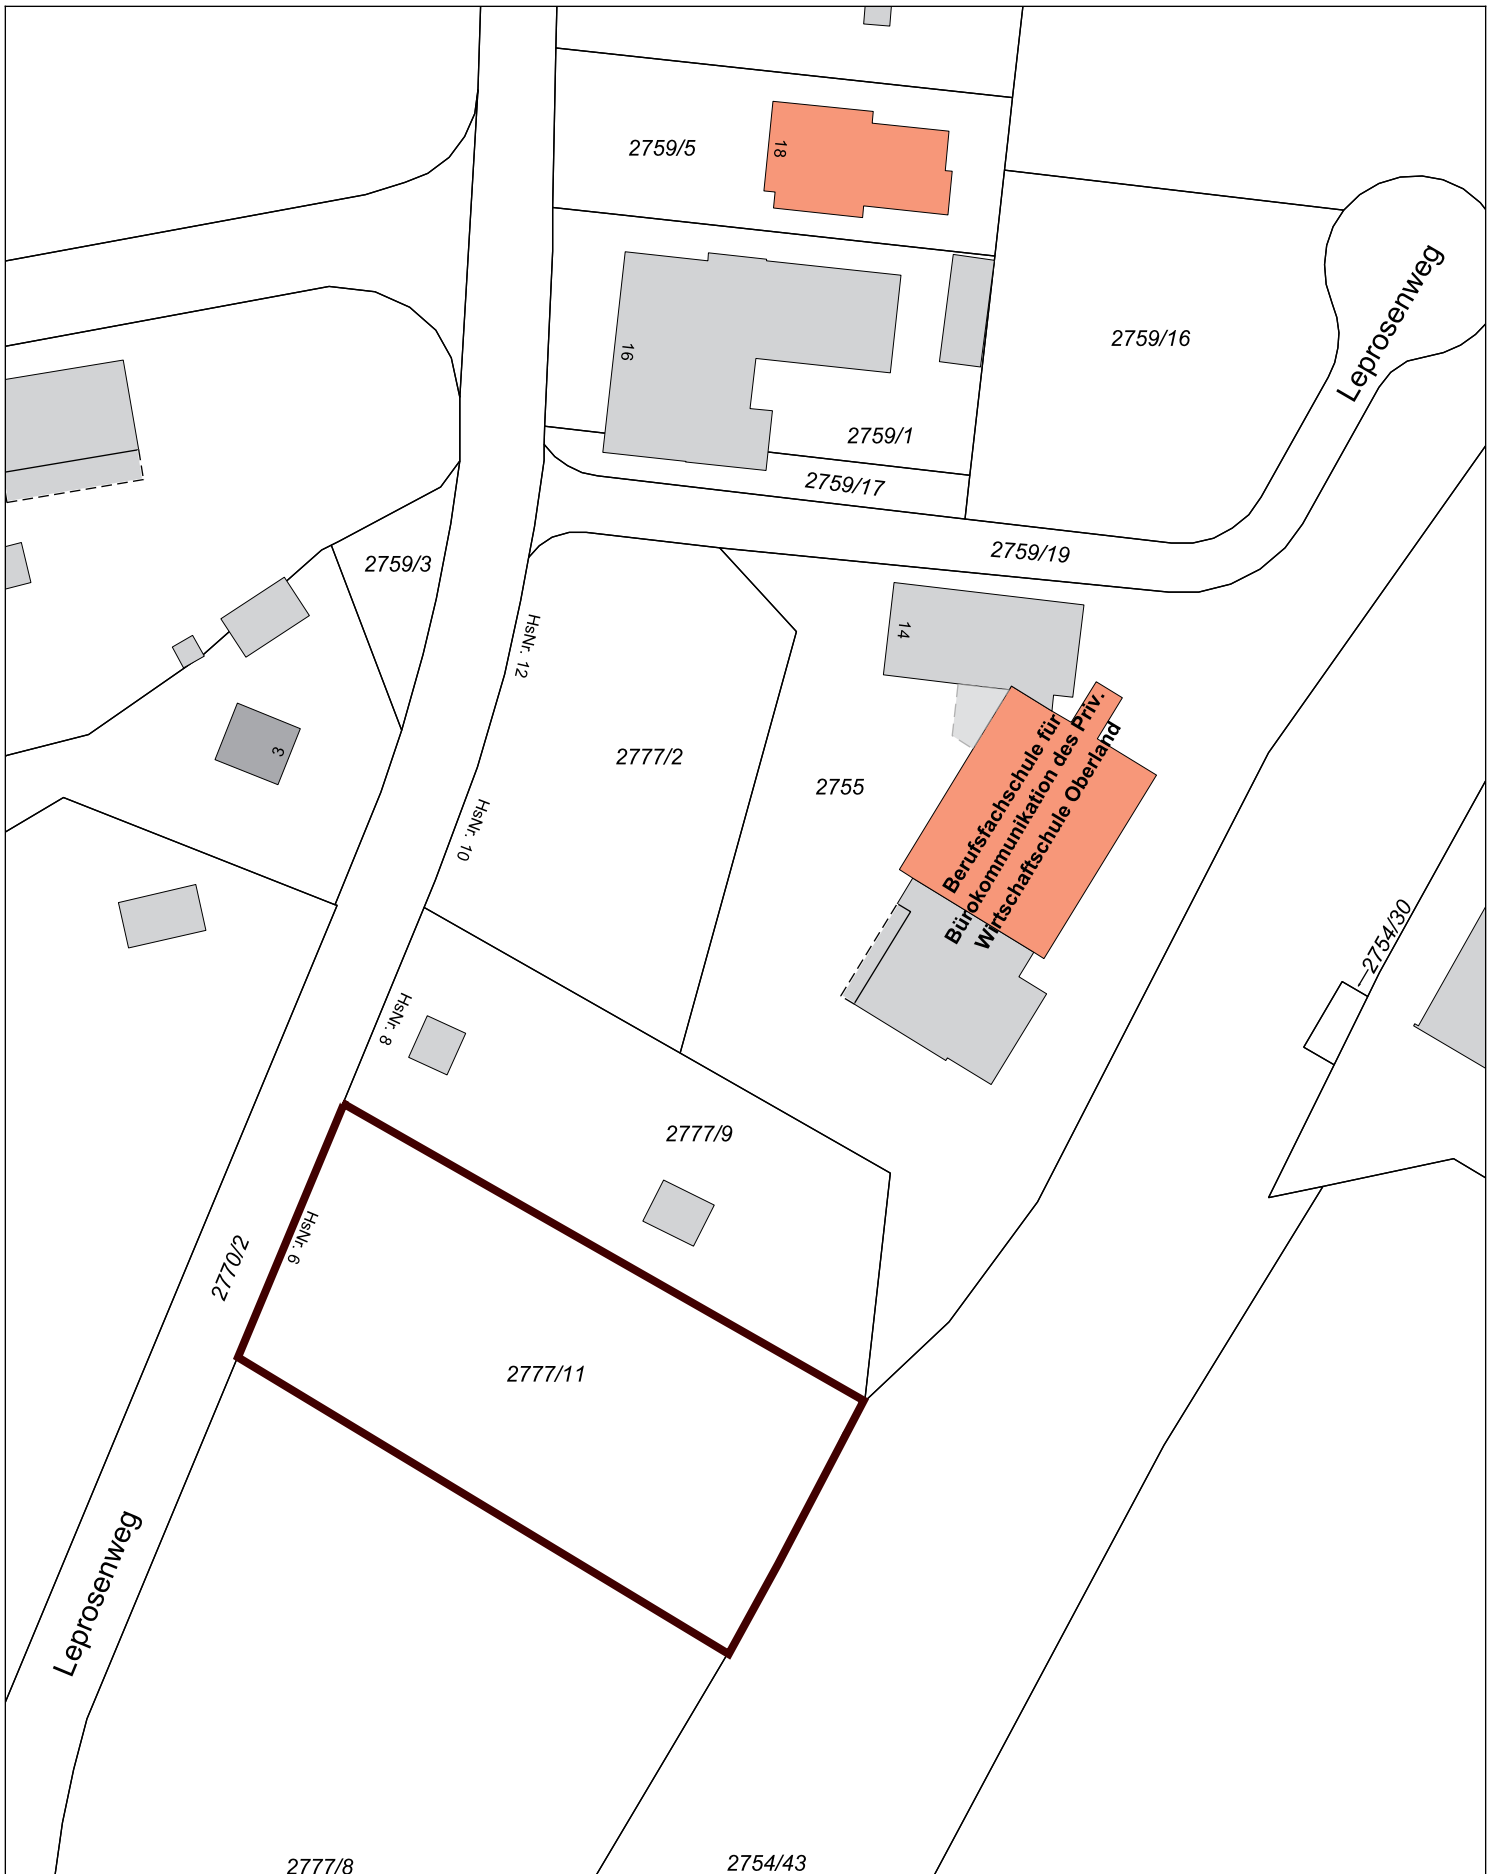 2759/5
18
Leprosenweg
2759/16
16
2759/1
2759/17
2759/19
2759/3
HsNr. 12
14
2777/2
3
2755
Berufsfachschule für
Bürokommunikation des Priv.
Wirtschaftschule Oberland
HsNr. 10
2754/30
HsNr. 8
2777/9
HsNr. 6
2770/2
2777/11
Leprosenweg
2777/8
2754/43